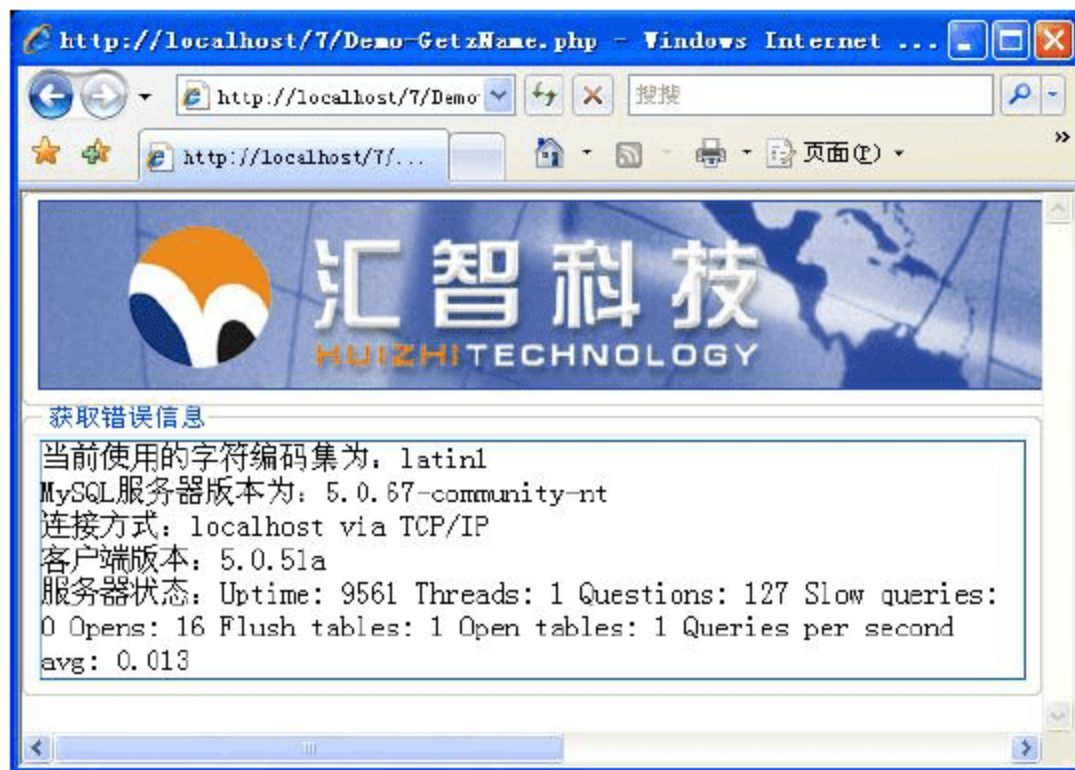 http://localhost/7/Demo-GetzName.php - Windows Internet ...
http://localhost/7/Demo
搜搜
http://localhost/7/...
页面(P)
汇智科技
HUIZHITECHNOLOGY
获取错误信息
当前使用的字符编码集为：latin1
MySQL服务器版本为：5.0.67-community-nt
连接方式：localhost via TCP/IP
客户端版本：5.0.51a
服务器状态：Uptime: 9561 Threads: 1 Questions: 127 Slow queries:
0 Opens: 16 Flush tables: 1 Open tables: 1 Queries per second
avg: 0.013